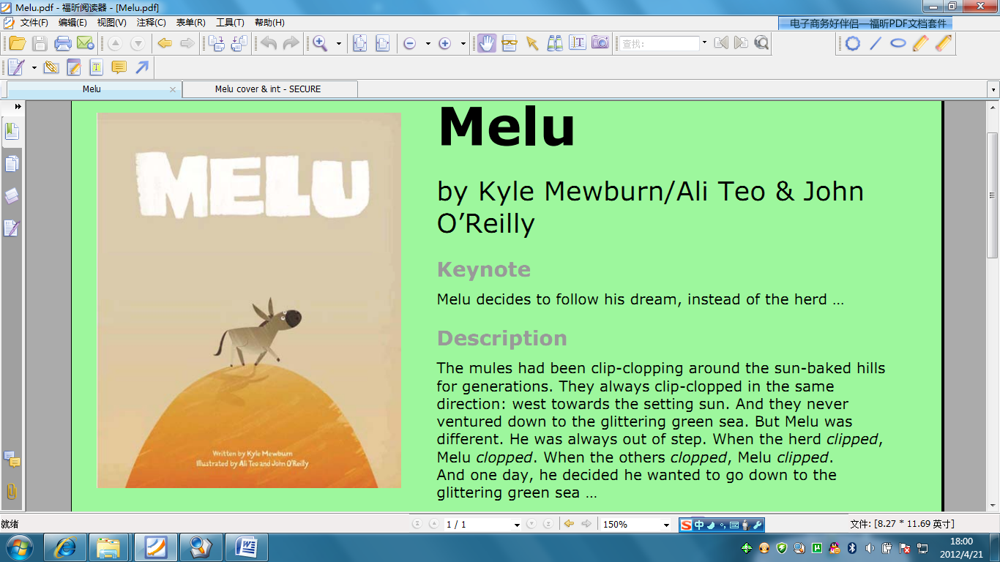 Melu.pdf - 福昕阅读器 - [Melu.pdf]
文件(F) 编辑(E) 视图(V) 注释(C) 表单(R) 工具(T) 帮助(H)
电子商务好伴侣—福昕PDF文档套件
查找:
Melu
Melu cover & int - SECURE
MELU
Written by Kyle Mewburn
Illustrated by Ali Teo and John O'Reilly
Melu
by Kyle Mewburn/Ali Teo & John
O’Reilly
Keynote
Melu decides to follow his dream, instead of the herd …
Description
The mules had been clip-clopping around the sun-baked hills
for generations. They always clip-clopped in the same
direction: west towards the setting sun. And they never
ventured down to the glittering green sea. But Melu was
different. He was always out of step. When the herd clipped,
Melu clopped. When the others clopped, Melu clipped.
And one day, he decided he wanted to go down to the
glittering green sea …
就绪
1 / 1
150%
中
文件: [8.27 * 11.69 英寸]
18:00
2012/4/21